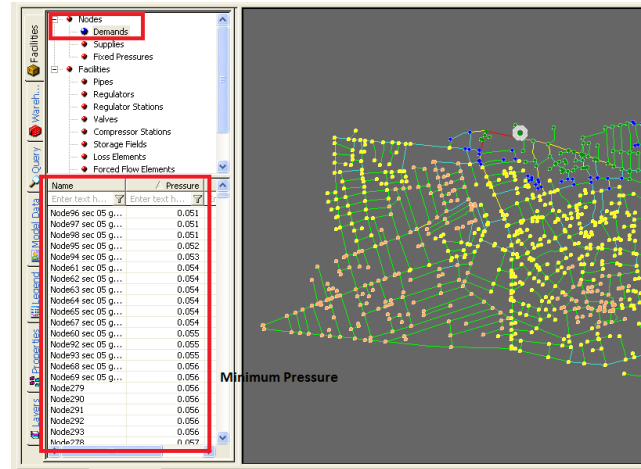 Facilities
Wareh...
Query
Model Data
Legend
Properties
Layers
Nodes
Demands
Supplies
Fixed Pressures
Facilities
Pipes
Regulators
Regulator Stations
Valves
Compressor Stations
Storage Fields
Loss Elements
Forced Flow Elements
Name / Pressure
Enter text h... Enter text h... Er
Node96 sec 05 g... 0.051
Node97 sec 05 g... 0.051
Node98 sec 05 g... 0.051
Node95 sec 05 g... 0.052
Node94 sec 05 g... 0.053
Node61 sec 05 g... 0.054
Node62 sec 05 g... 0.054
Node63 sec 05 g... 0.054
Node64 sec 05 g... 0.054
Node65 sec 05 g... 0.054
Node67 sec 05 g... 0.054
Node60 sec 05 g... 0.055
Node92 sec 05 g... 0.055
Node93 sec 05 g... 0.055
Node68 sec 05 g... 0.056
Node69 sec 05 g... 0.056
Node279 0.056
Node290 0.056
Node291 0.056
Node292 0.056
Node293 0.056
Node278 0.057
Minimum Pressure